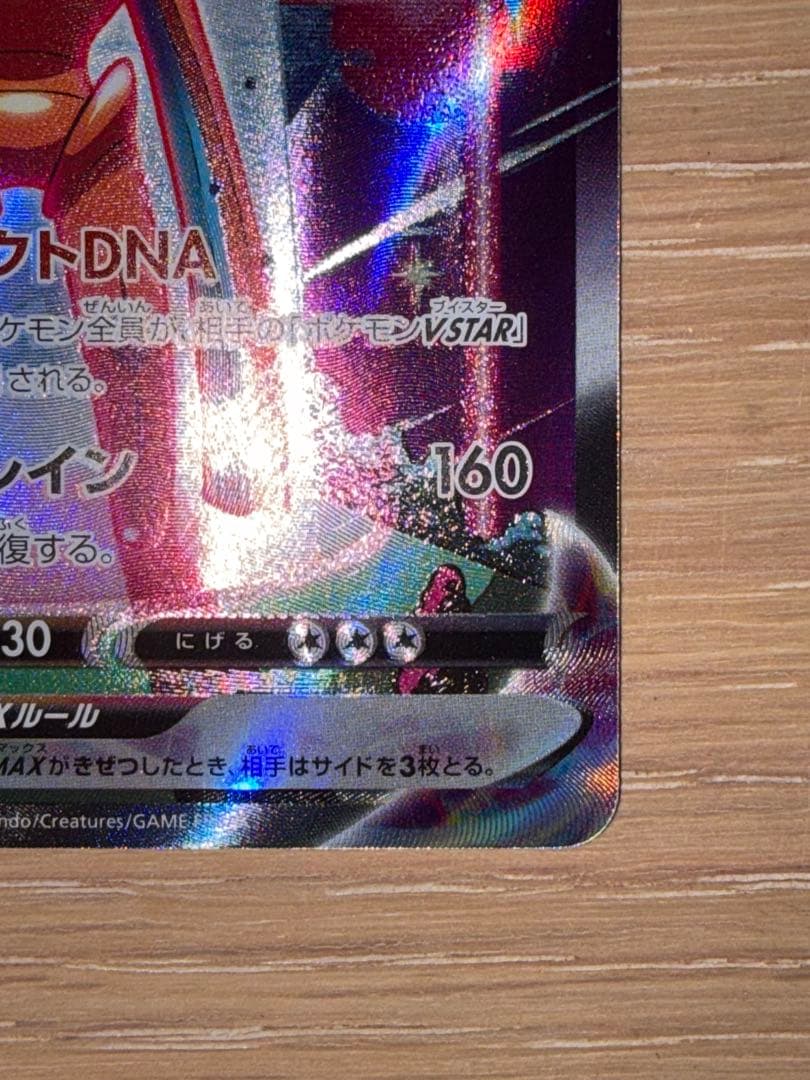 クトDNA
ケモン全員が、相手の「ポケモンVSTAR」
される。
レイン 160
復する。
30 にげる
Xルール
MAXがきぜつしたとき、相手はサイドを3枚とる。
ndo/Creatures/GAME F